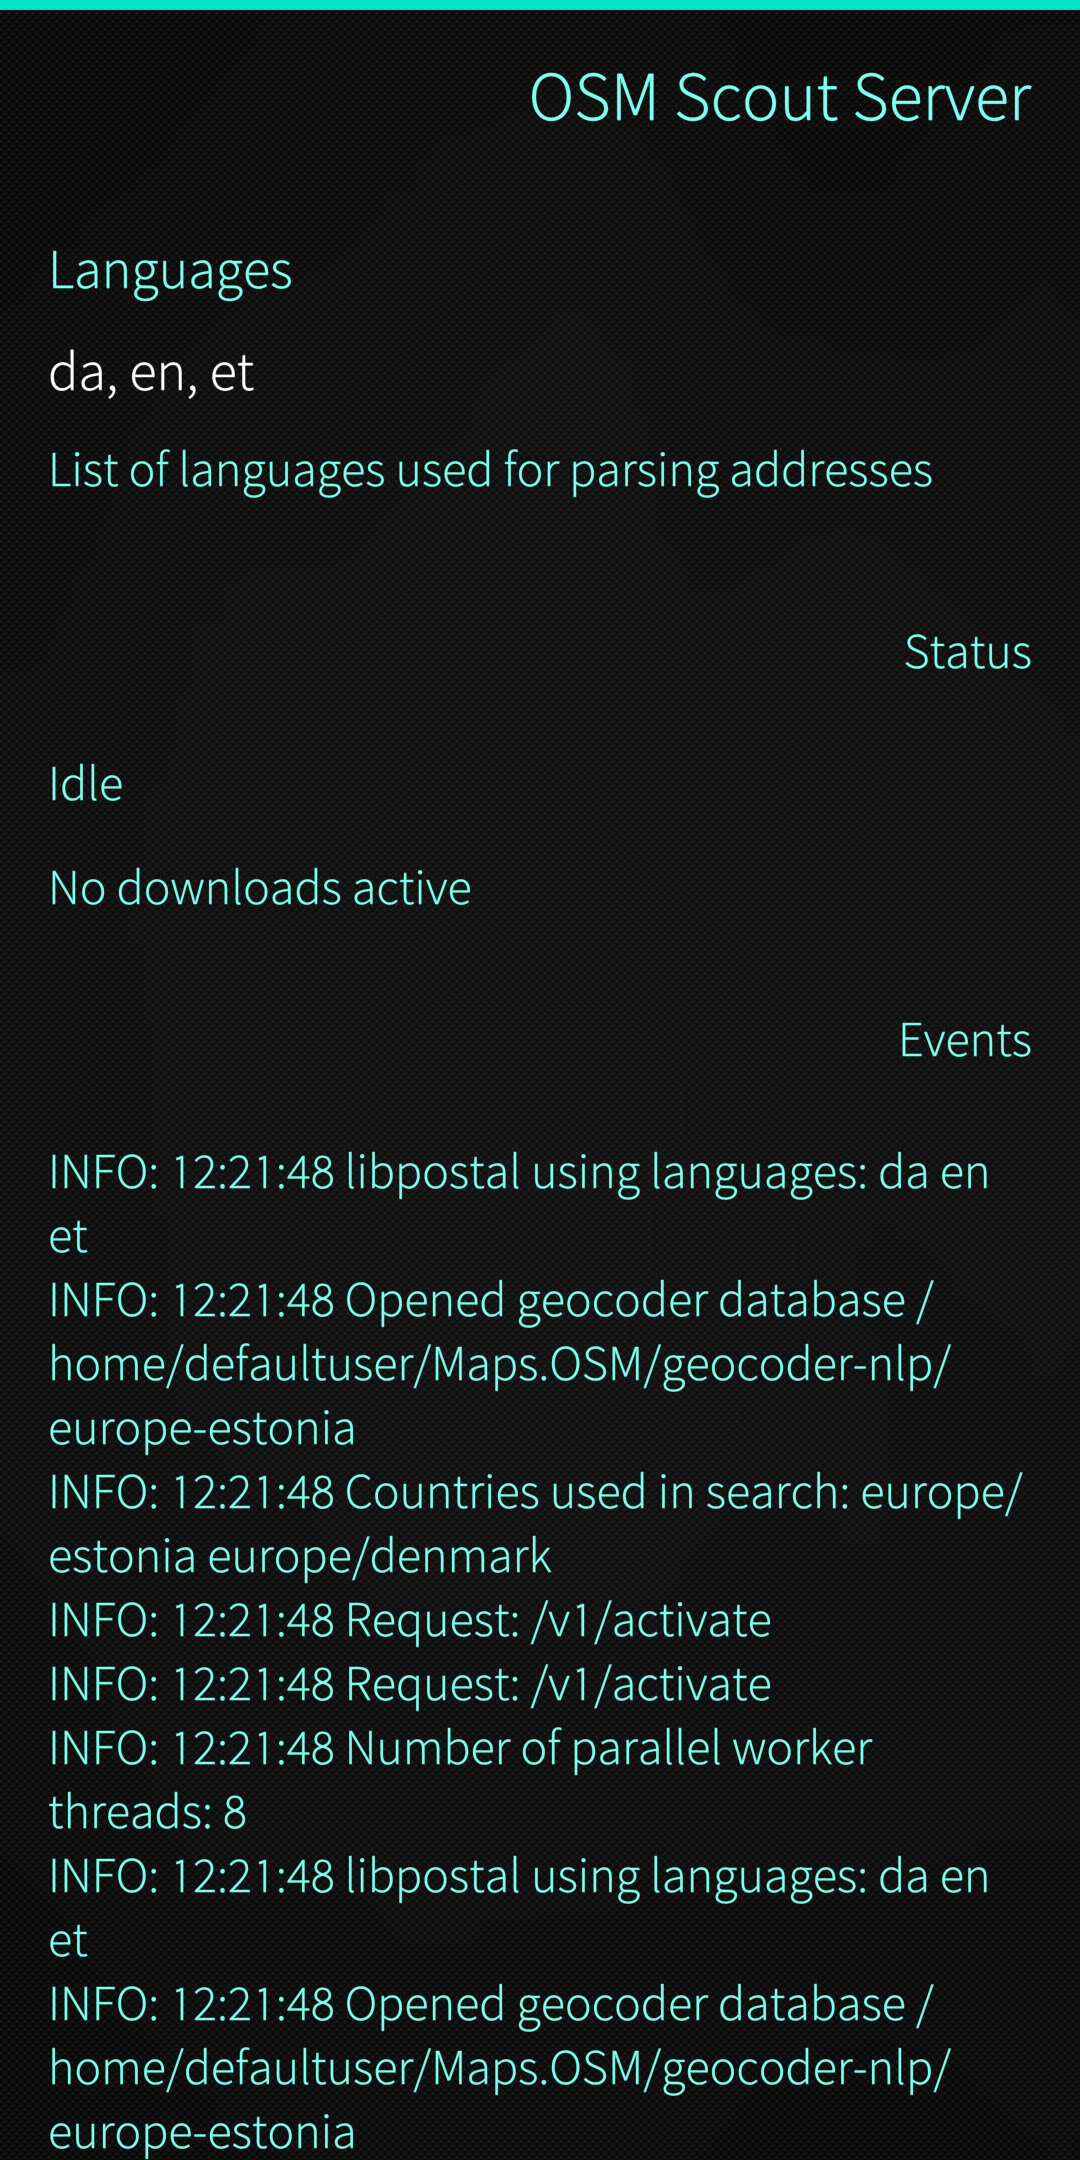 OSM Scout Server
Languages
da, en, et
List of languages used for parsing addresses
Status
Idle
No downloads active
Events
INFO: 12:21:48 libpostal using languages: da en
et
INFO: 12:21:48 Opened geocoder database /
home/defaultuser/Maps.OSM/geocoder-nlp/
europe-estonia
INFO: 12:21:48 Countries used in search: europe/
estonia europe/denmark
INFO: 12:21:48 Request: /v1/activate
INFO: 12:21:48 Request: /v1/activate
INFO: 12:21:48 Number of parallel worker
threads: 8
INFO: 12:21:48 libpostal using languages: da en
et
INFO: 12:21:48 Opened geocoder database /
home/defaultuser/Maps.OSM/geocoder-nlp/
europe-estonia